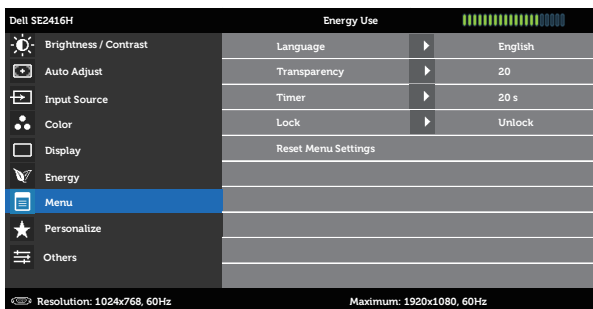 Dell SE2416H Energy Use
Brightness / Contrast Language English
Auto Adjust Transparency 20
Input Source Timer 20 s
Color Lock Unlock
Display Reset Menu Settings
Energy
Menu
Personalize
Others
Resolution: 1024x768, 60Hz Maximum: 1920x1080, 60Hz